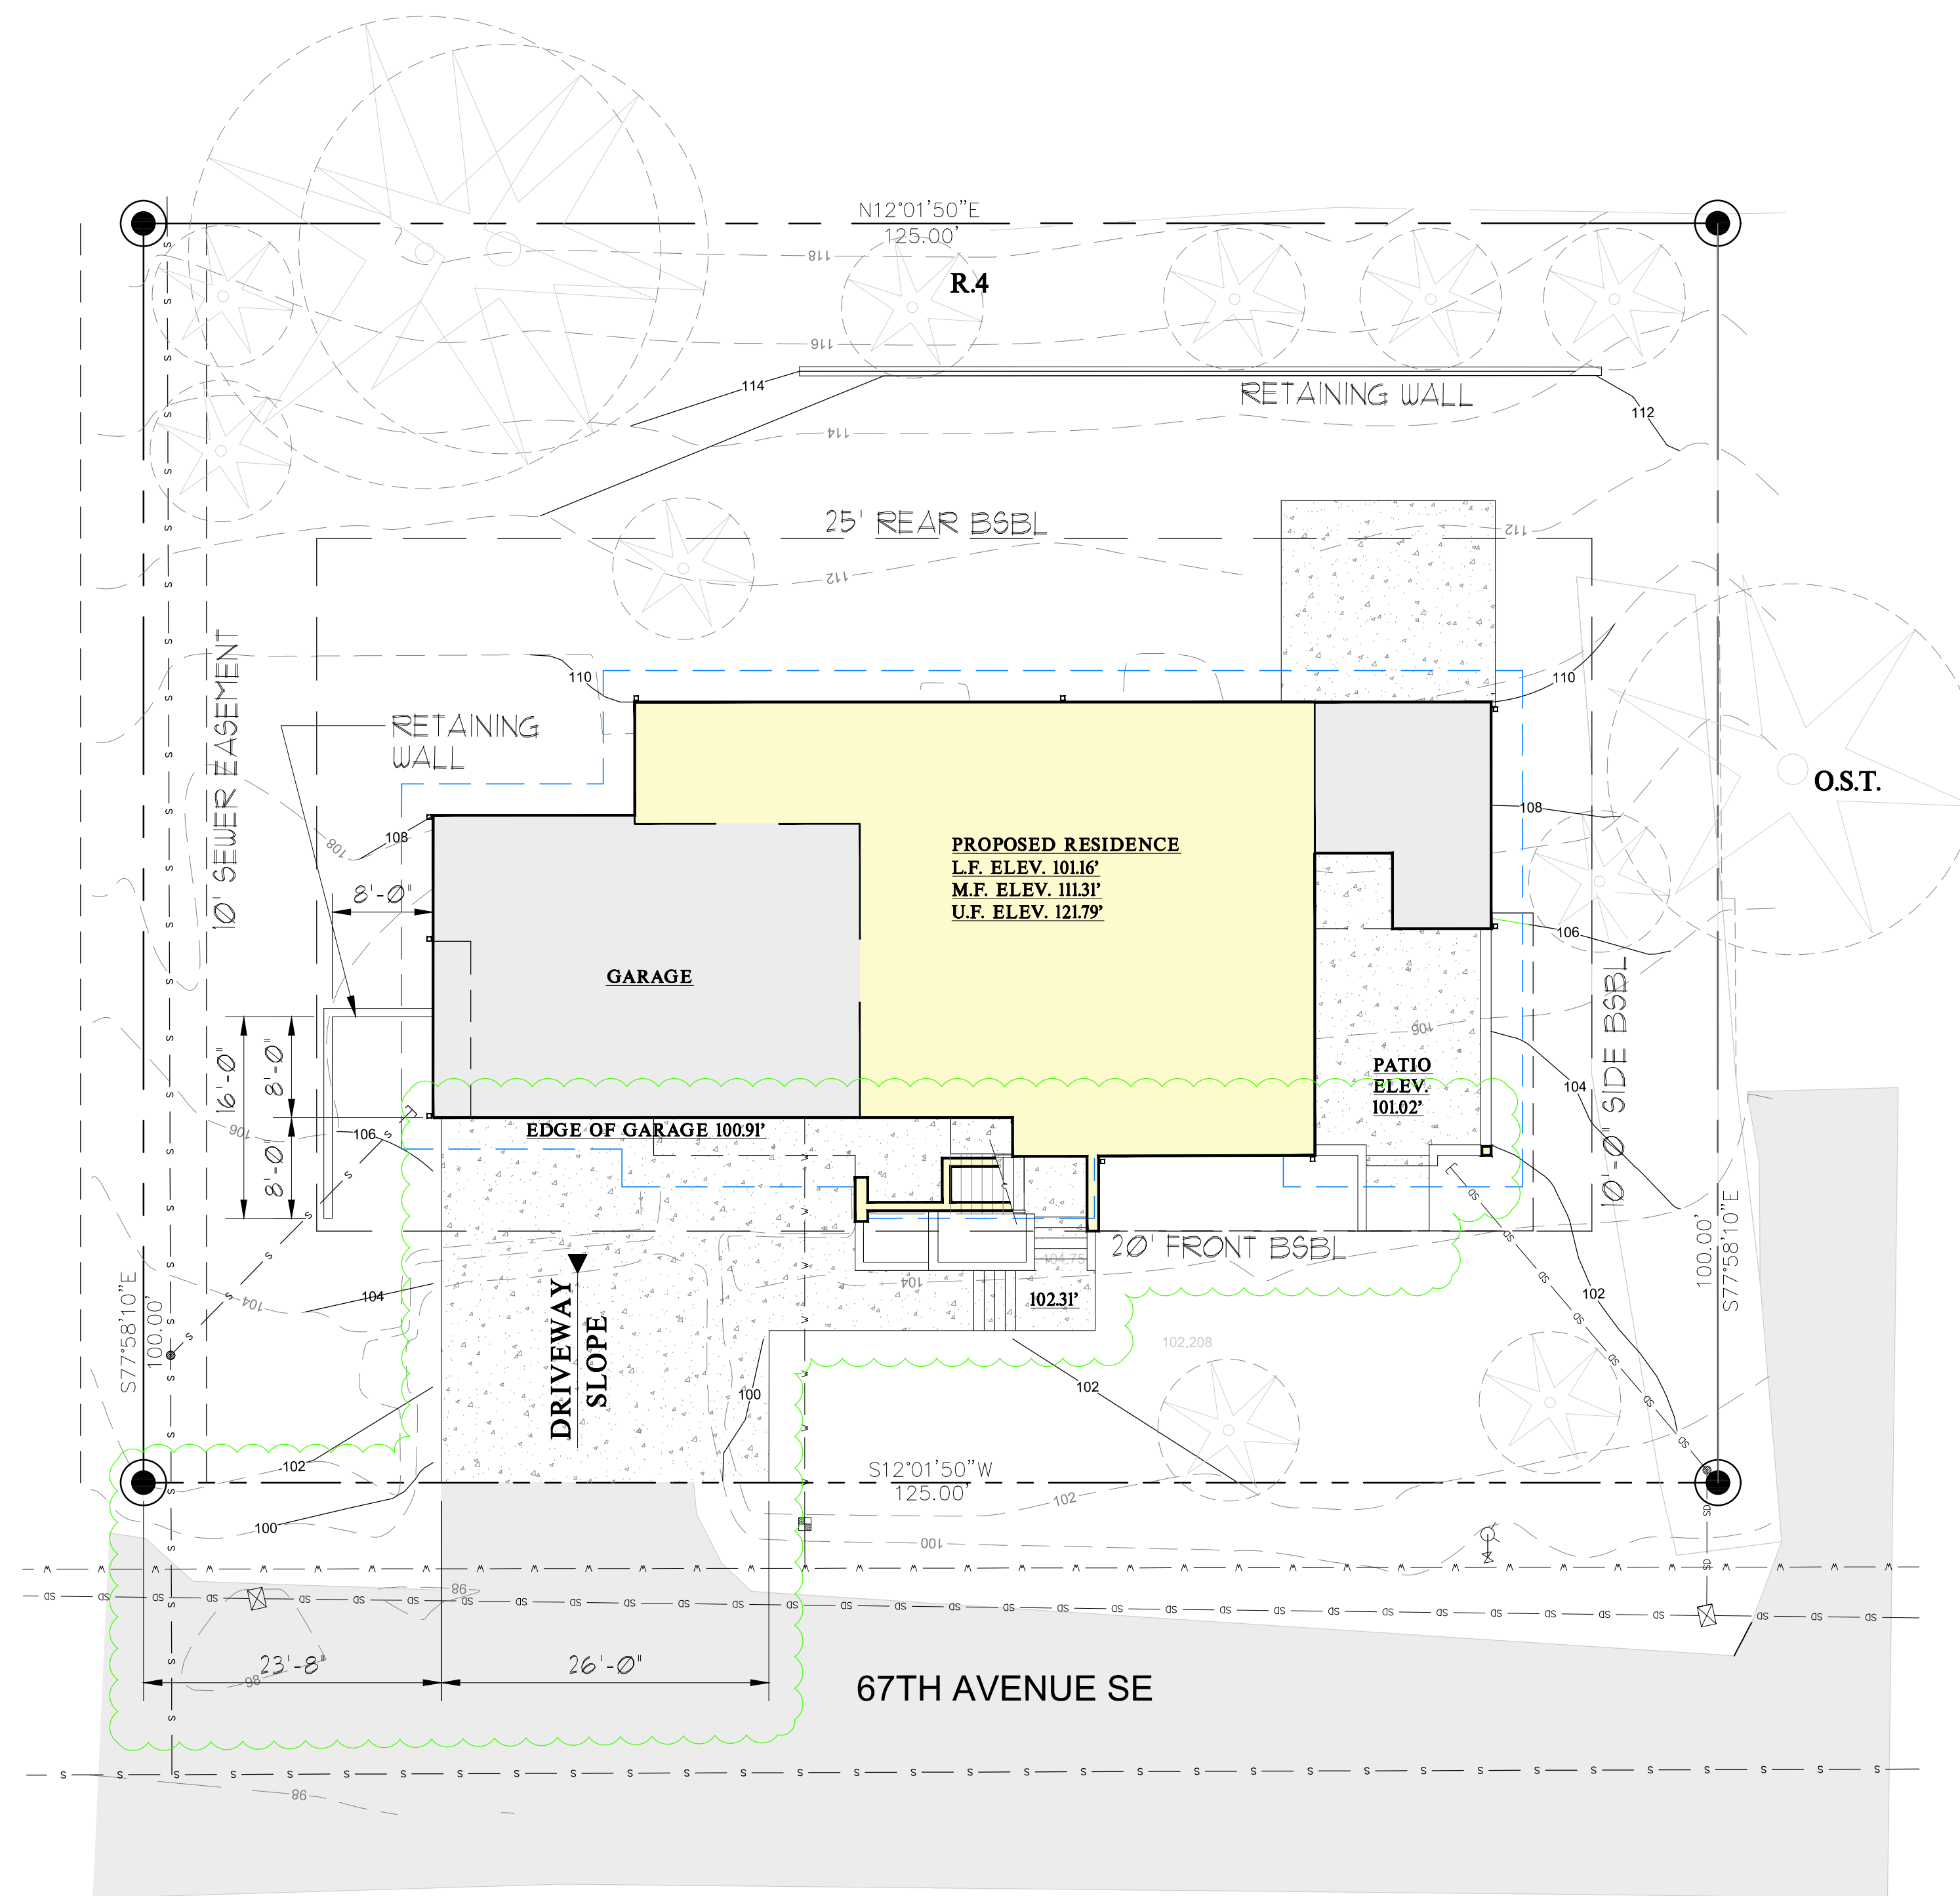 N12°01'50"E
125.00'
118
R.4
116
114
RETAINING WALL
112
114
25' REAR BSBL
112
112
10' SEWER EASEMENT
110
110
RETAINING
WALL
O.S.T.
108
108
108
PROPOSED RESIDENCE
L.F. ELEV. 101.16'
M.F. ELEV. 111.31'
U.F. ELEV. 121.79'
8'-0"
106
GARAGE
106
16'-0"
8'-0"
8'-0"
PATIO
ELEV.
101.02'
104
10'-0" SIDE BSBL
106
106
EDGE OF GARAGE 100.91'
20' FRONT BSBL
104.75
104
104
104
102.31'
102
S77°58'10"E
100.00'
100.00'
S77°58'10"E
DRIVEWAY
SLOPE
102.208
100
102
102
S12°01'50"W
125.00'
102
100
100
98
98
23'-8"
26'-0"
67TH AVENUE SE
98